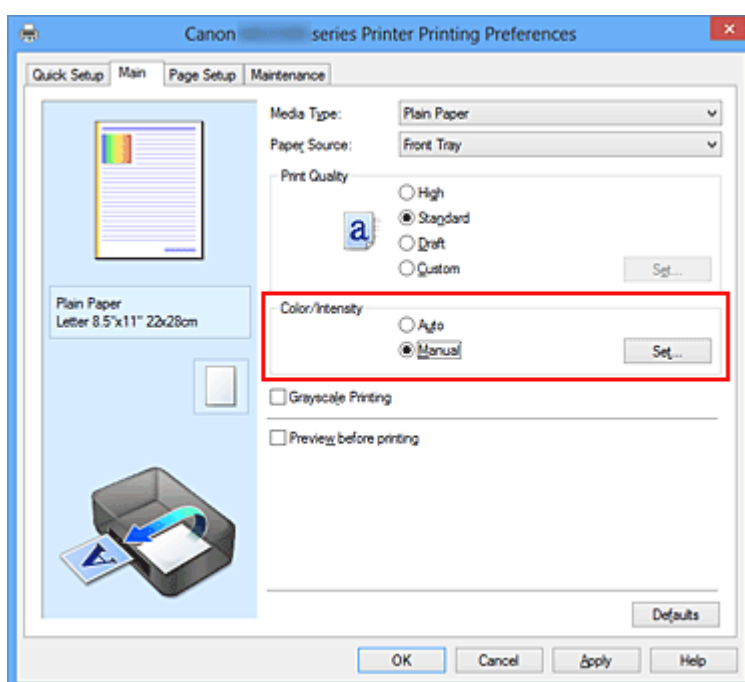 Canon series Printer Printing Preferences
Quick Setup Main Page Setup Maintenance
Media Type: Plain Paper
Paper Source: Front Tray
Print Quality
High
a
Standard
Draft
Custom Set...
Plain Paper
Letter 8.5"x11" 22x28cm
Color/Intensity
Auto
Manual Set...
Grayscale Printing
Preview before printing
A
Defaults
OK Cancel Apply Help